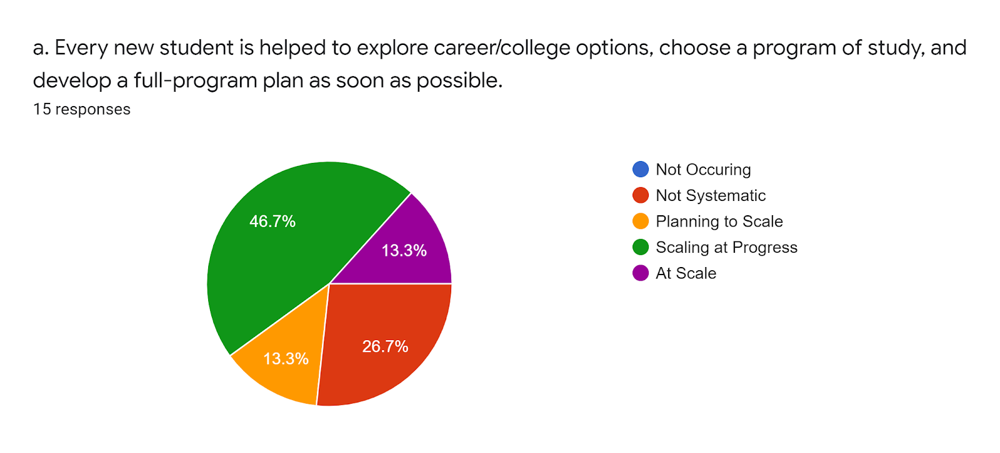 a. Every new student is helped to explore career/college options, choose a program of study, and
develop a full-program plan as soon as possible.
15 responses
46.7%
13.3%
13.3%
26.7%
Not Occuring
Not Systematic
Planning to Scale
Scaling at Progress
At Scale